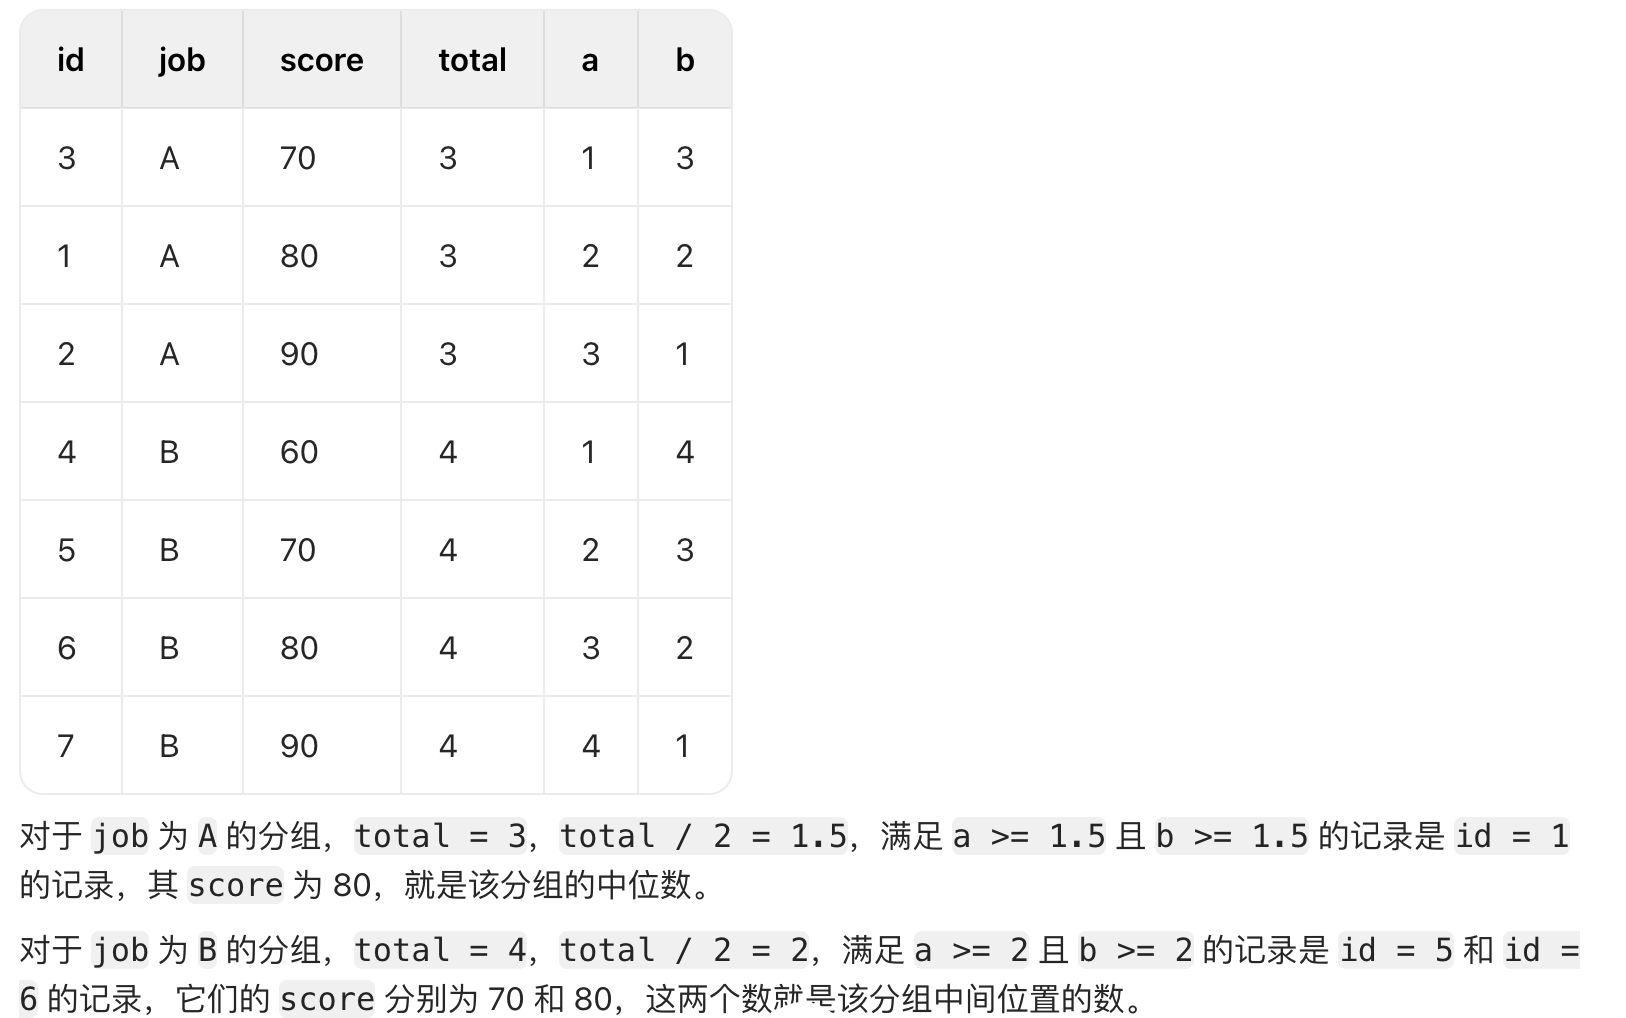 id job score total a b
3 A 70 3 1 3
1 A 80 3 2 2
2 A 90 3 3 1
4 B 60 4 1 4
5 B 70 4 2 3
6 B 80 4 3 2
7 B 90 4 4 1
对于 job 为 A 的分组，total = 3，total / 2 = 1.5，满足 a >= 1.5 且 b >= 1.5 的记录是 id = 1
的记录，其 score 为 80，就是该分组的中位数。
对于 job 为 B 的分组，total = 4，total / 2 = 2，满足 a >= 2 且 b >= 2 的记录是 id = 5 和 id =
6 的记录，它们的 score 分别为 70 和 80，这两个数就是该分组中间位置的数。